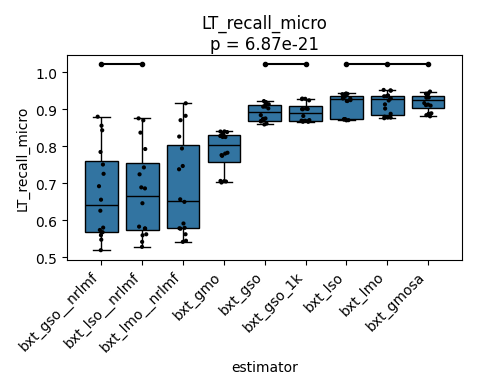 LT_recall_micro
p = 6.87e-21
LT_recall_micro
1.0
0.9
0.8
0.7
0.6
0.5
bxt_gso__nrlmf
bxt_lso__nrlmf
bxt_lmo__nrlmf
bxt_gmo
bxt_gso
bxt_gso_1k
bxt_lso
bxt_lmo
bxt_gmosa
estimator